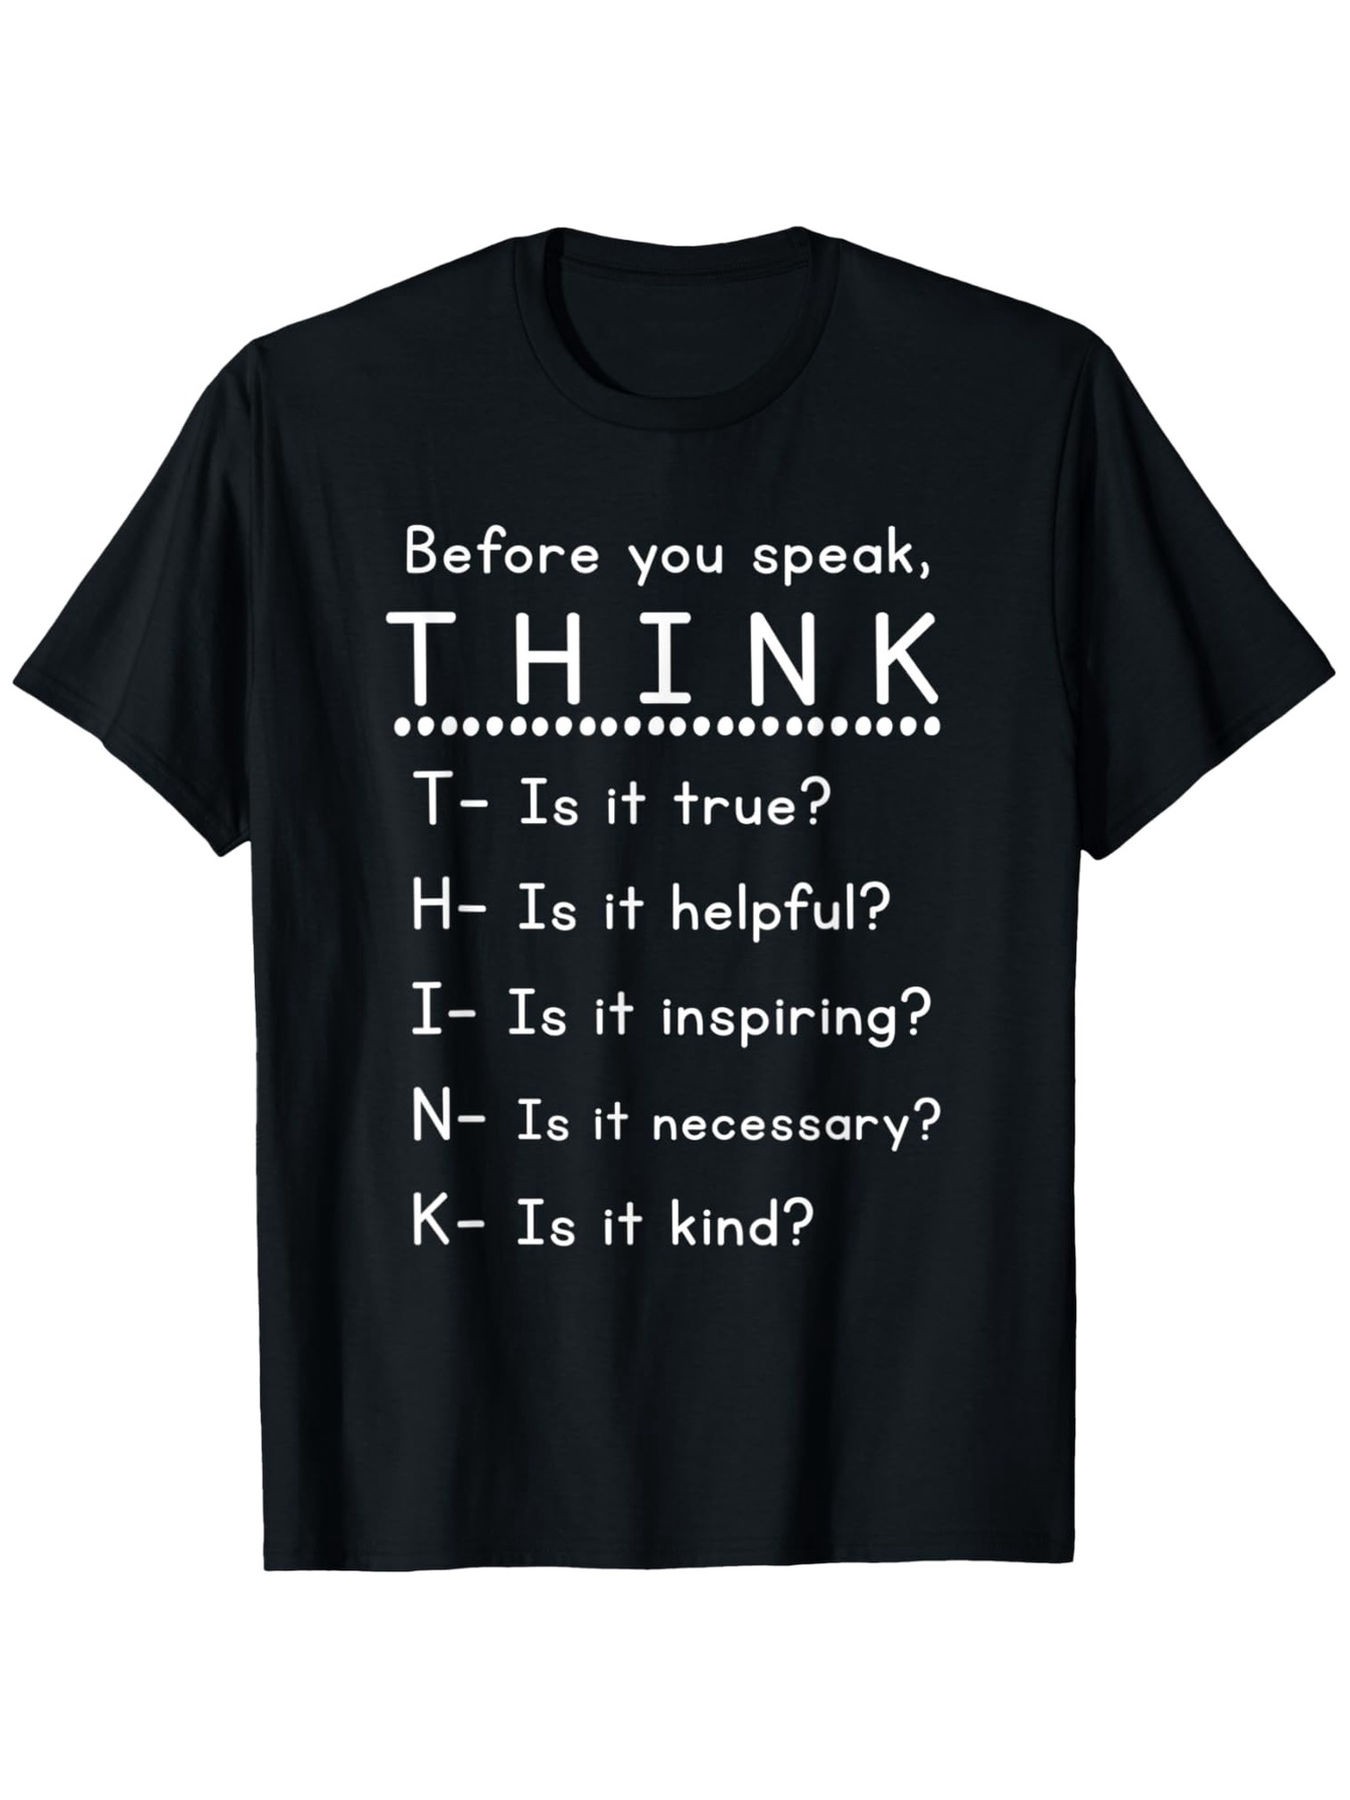 Before you speak,
THINK
T- Is it true?
H- Is it helpful?
I- Is it inspiring?
N- Is it necessary?
K- Is it kind?